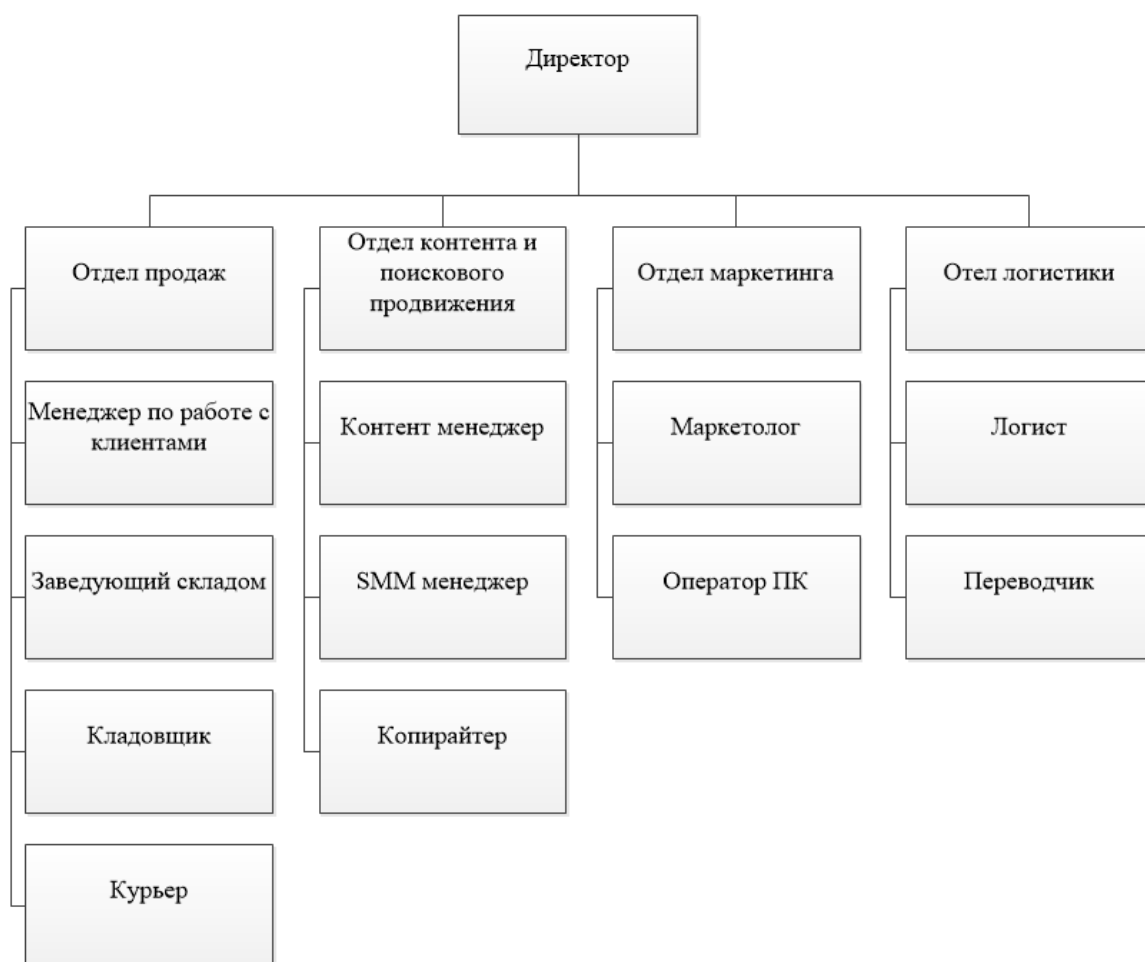 Директор
Отдел продаж
Менеджер по работе с
клиентами
Заведующий складом
Кладовщик
Курьер
Отдел контента и
поискового
продвижения
Контент менеджер
SMM менеджер
Копирайтер
Отдел маркетинга
Маркетолог
Оператор ПК
Отел логистики
Логист
Переводчик